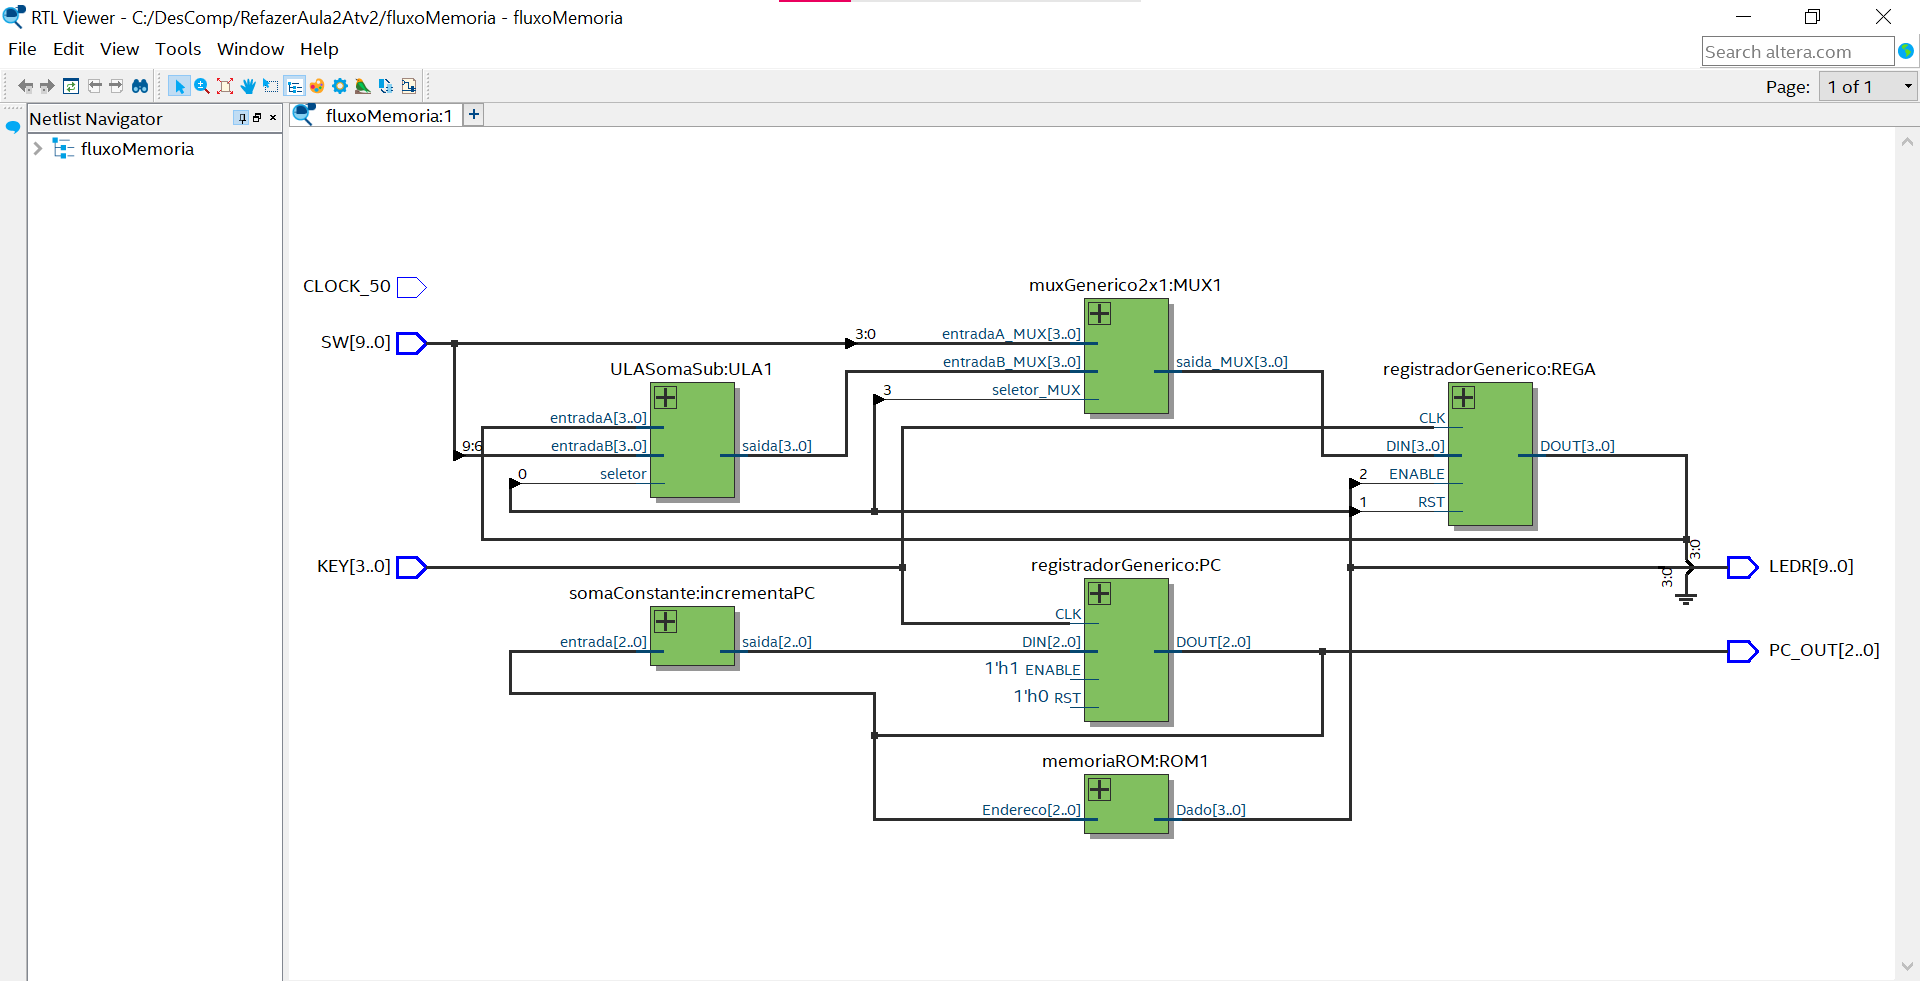 RTL Viewer - C:/DesComp/RefazerAula2Atv2/fluxoMemoria - fluxoMemoria
File Edit View Tools Window Help
Search altera.com
Page: 1 of 1
Netlist Navigator
fluxoMemoria:1
fluxoMemoria
CLOCK_50
muxGenerico2x1:MUX1
SW[9..0]
3:0
entradaA_MUX[3..0]
entradaB_MUX[3..0]
saida_MUX[3..0]
3
seletor_MUX
ULASomaSub:ULA1
registradorGenerico:REGA
entradaA[3..0]
CLK
9:6
entradaB[3..0]
saida[3..0]
DIN[3..0]
DOUT[3..0]
0
seletor
2
ENABLE
1
RST
3:0
3:0
KEY[3..0]
registradorGenerico:PC
LEDR[9..0]
somaConstante:incrementaPC
CLK
entrada[2..0]
saida[2..0]
DIN[2..0]
DOUT[2..0]
PC_OUT[2..0]
1'h1 ENABLE
1'h0 RST
memoriaROM:ROM1
Endereco[2..0]
Dado[3..0]